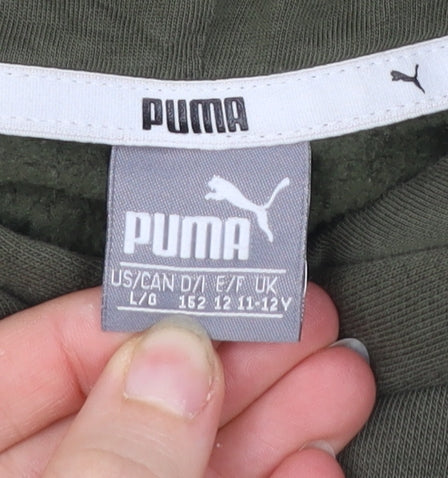 PUMA
PUMA
US/CAN D/I E/F UK
L/G 152 12 11-12Y